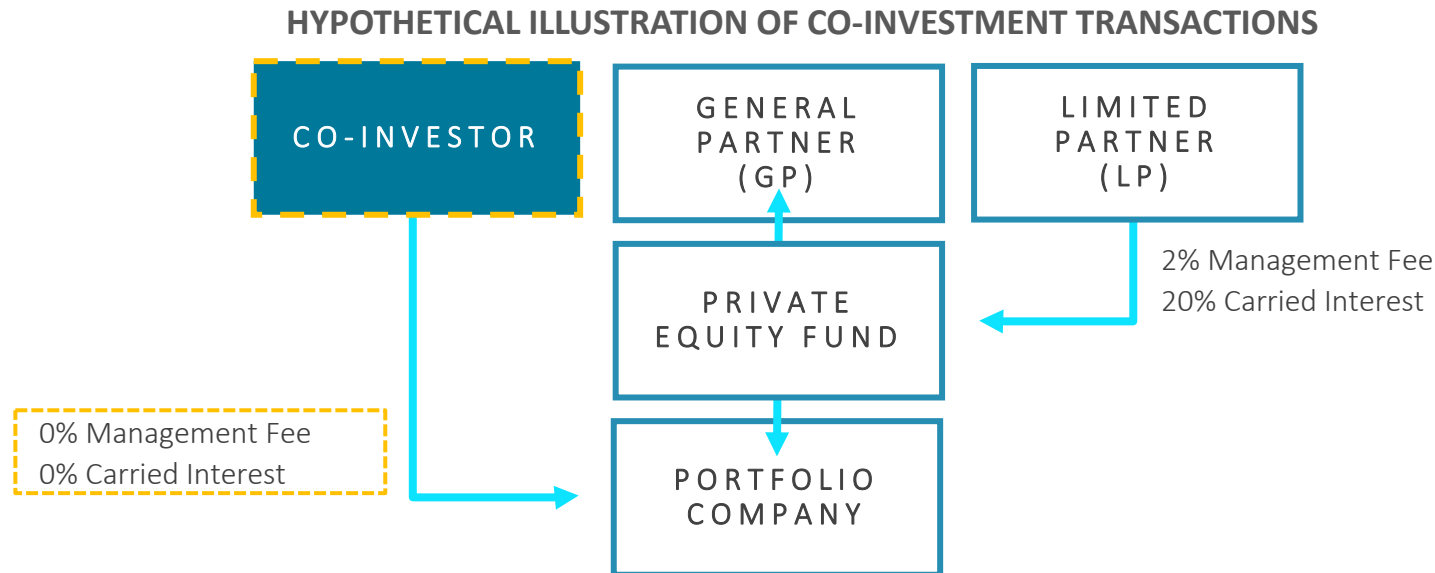 HYPOTHETICAL ILLUSTRATION OF CO-INVESTMENT TRANSACTIONS
CO-INVESTOR
GENERAL
PARTNER
(GP)
LIMITED
PARTNER
(LP)
2% Management Fee
20% Carried Interest
PRIVATE
EQUITY FUND
0% Management Fee
0% Carried Interest
PORTFOLIO
COMPANY